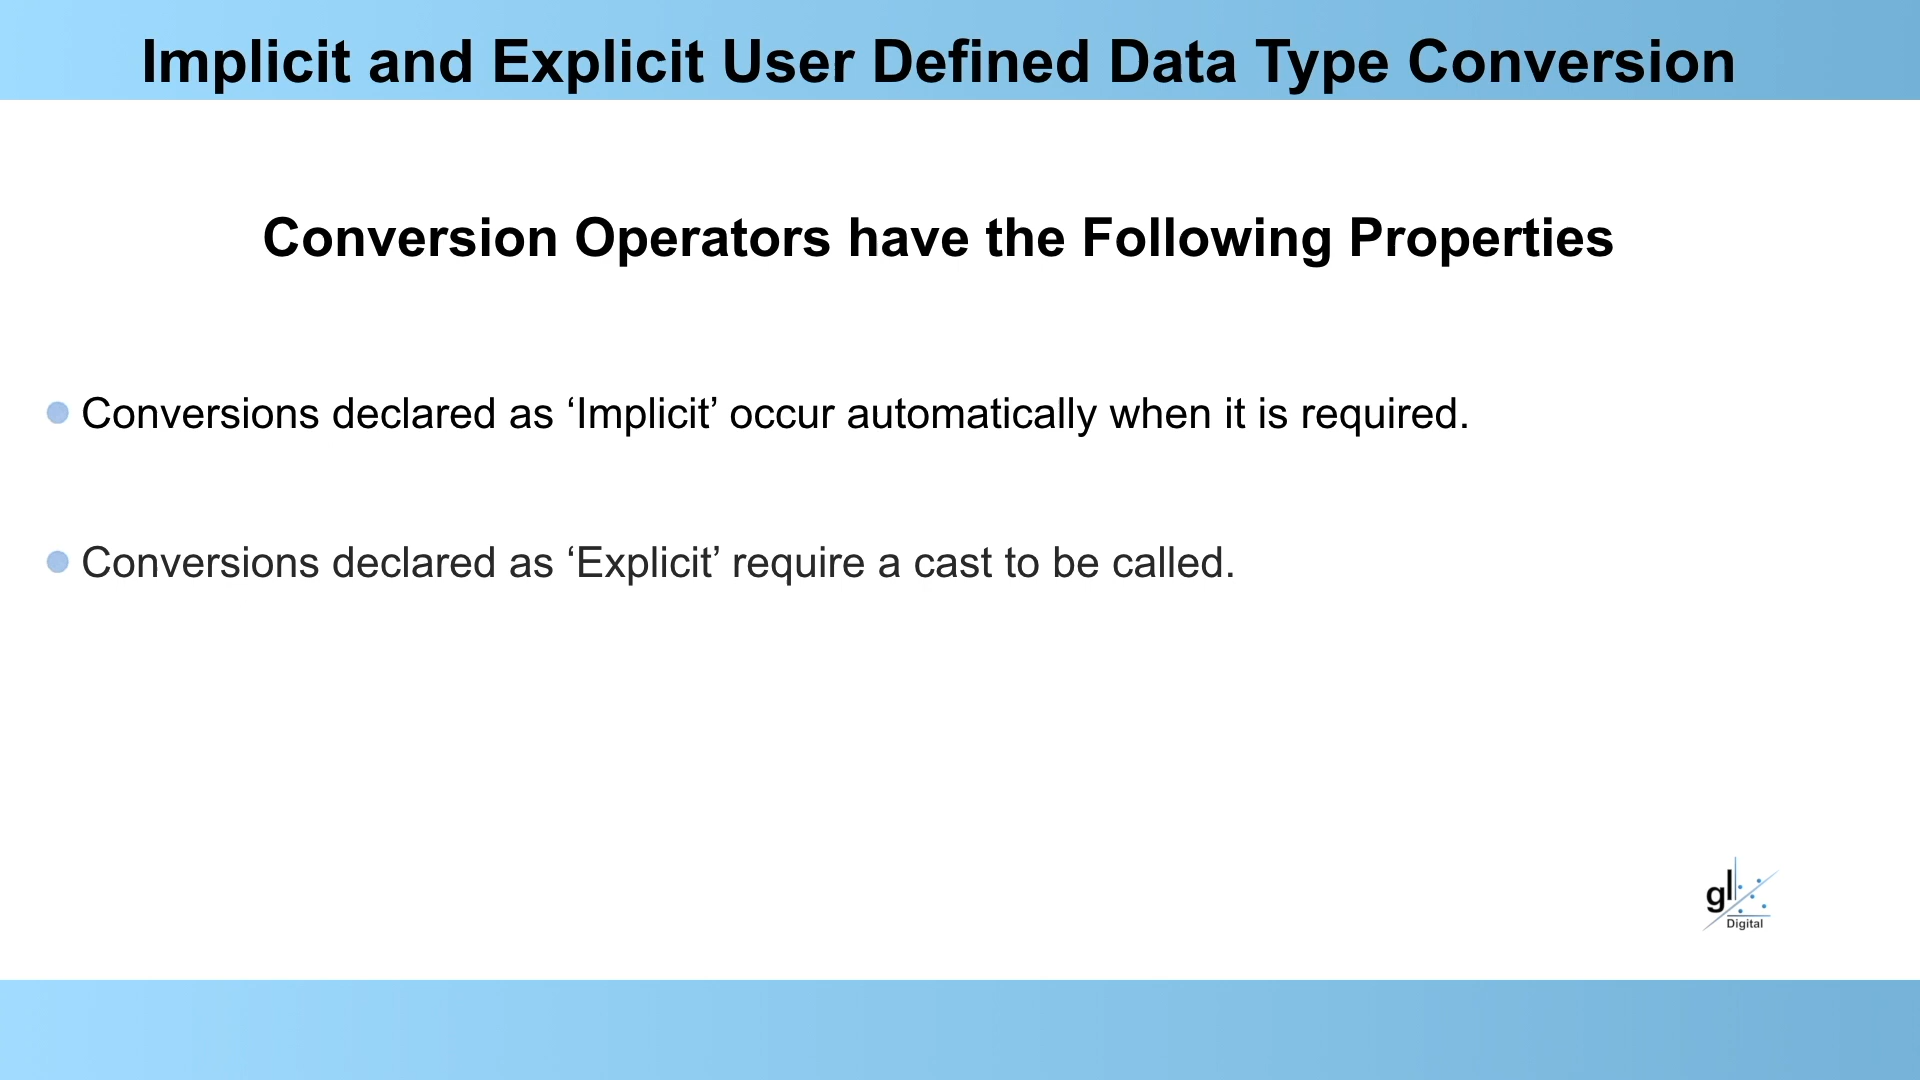 Implicit and Explicit User Defined Data Type Conversion
Conversion Operators have the Following Properties
Conversions declared as ‘Implicit’ occur automatically when it is required.
Conversions declared as ‘Explicit’ require a cast to be called.
gl
Digital